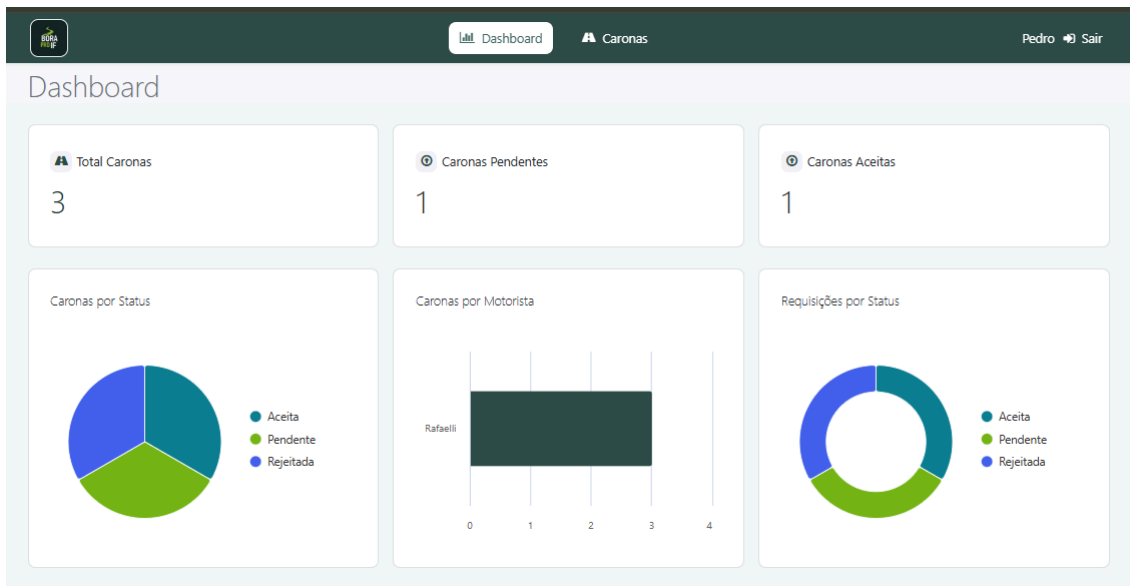 BORA
PRO IF
Dashboard
Caronas
Pedro
Sair
Dashboard
Total Caronas
3
Caronas Pendentes
1
Caronas Aceitas
1
Caronas por Status
Aceita
Pendente
Rejeitada
Caronas por Motorista
Rafaelli
0 1 2 3 4
Requisições por Status
Aceita
Pendente
Rejeitada